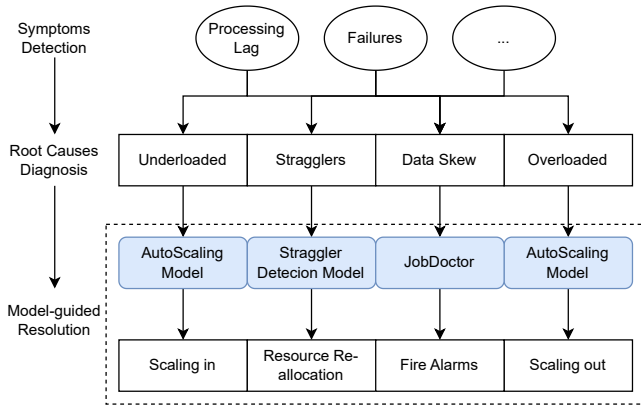 Symptoms
Detection
Processing
Lag
Failures
...
Root Causes
Diagnosis
Underloaded
Stragglers
Data Skew
Overloaded
AutoScaling
Model
Straggler
Detecion Model
JobDoctor
AutoScaling
Model
Model-guided
Resolution
Scaling in
Resource Re-
allocation
Fire Alarms
Scaling out